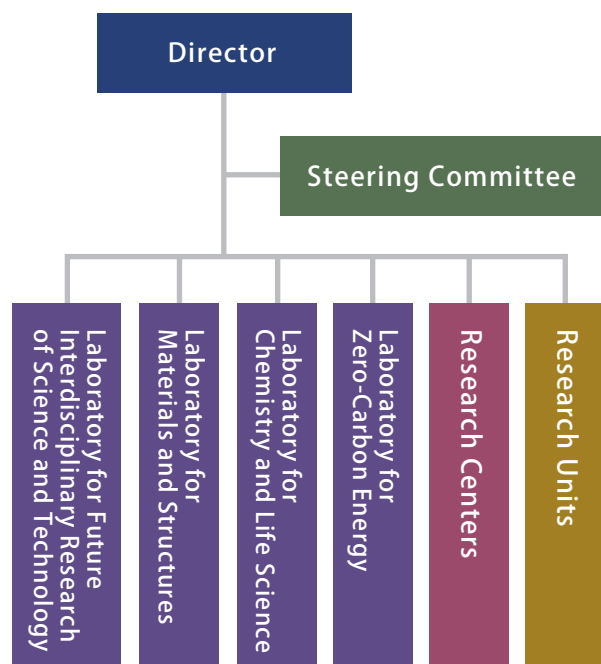 Director
Steering Committee
Laboratory for Future
Interdisciplinary Research
of Science and Technology
Laboratory for
Materials and Structures
Laboratory for
Chemistry and Life Science
Laboratory for
Zero-Carbon Energy
Research Centers
Research Units